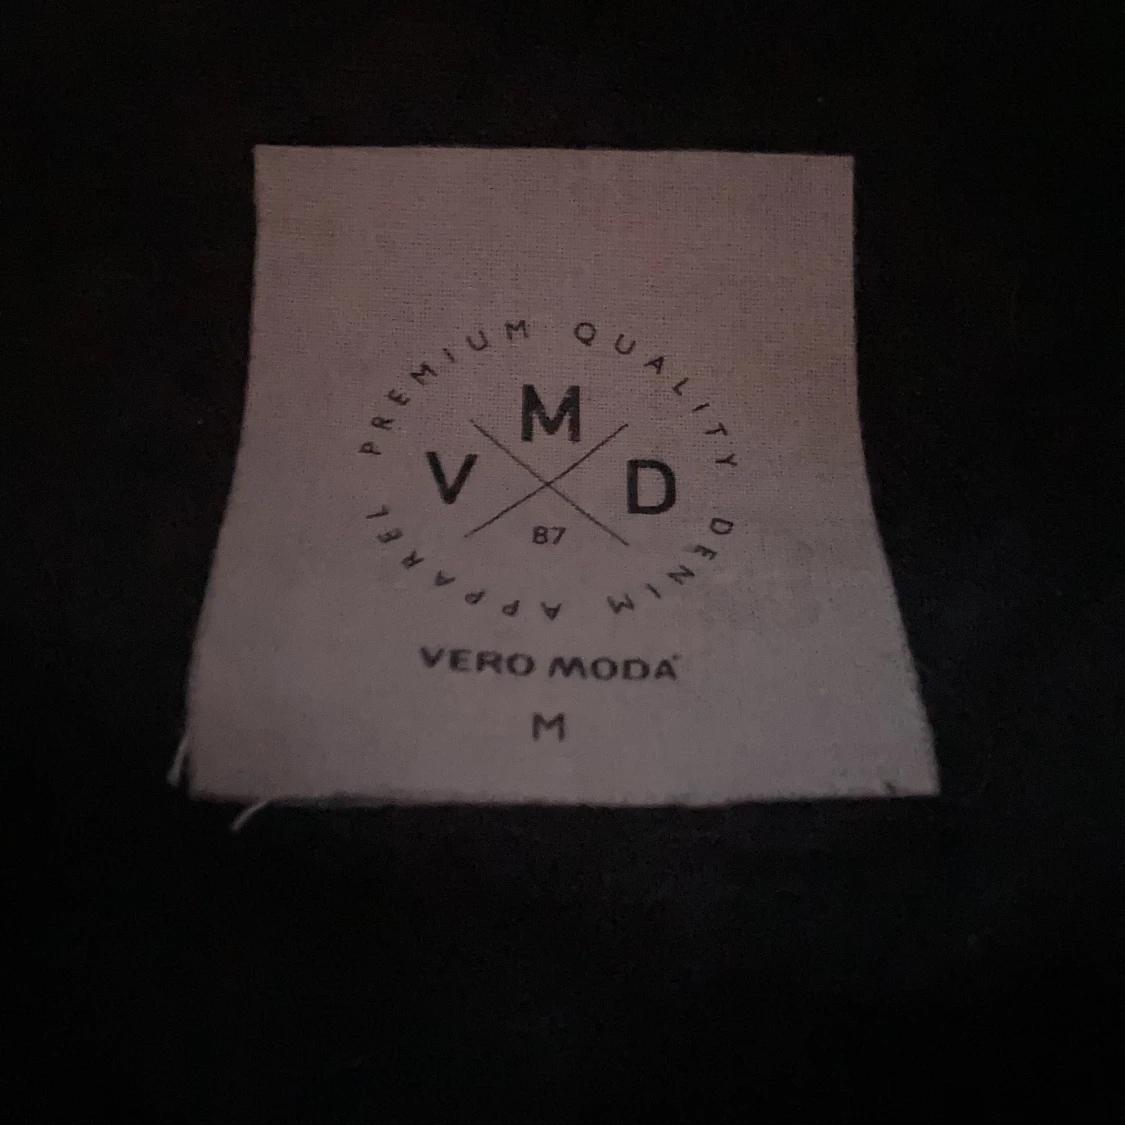 PREMIUM QUALITY DENIM APPAREL
M
V D
87
VERO MODA
M